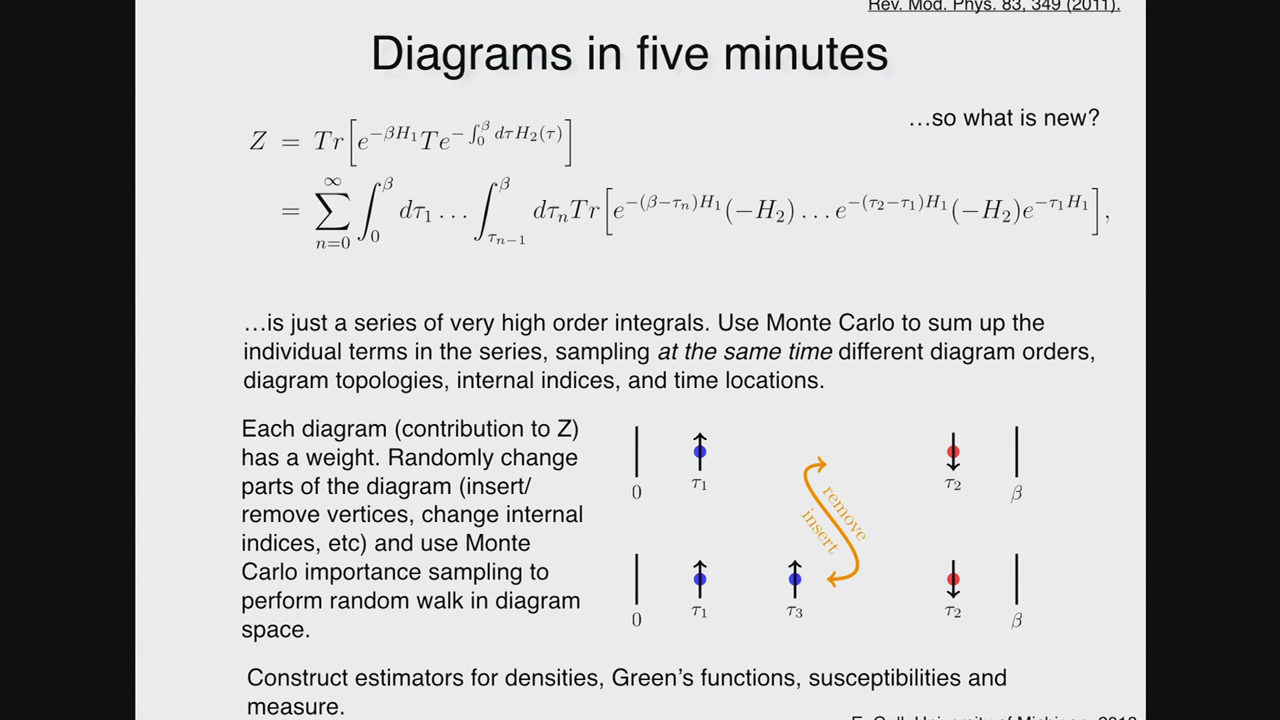 Rev. Mod. Phys. 83, 349 (2011).
Diagrams in five minutes
…so what is new?
Z = Tr[e^{-βH_1} T e^{-∫_0^β dτ H_2(τ)}]
= ∑_{n=0}^∞ ∫_0^β dτ_1 … ∫_{τ_{n-1}}^β dτ_n Tr[e^{-(β-τ_n)H_1}(-H_2) … e^{-(τ_2-τ_1)H_1}(-H_2)e^{-τ_1H_1}],
…is just a series of very high order integrals. Use Monte Carlo to sum up the
individual terms in the series, sampling at the same time different diagram orders,
diagram topologies, internal indices, and time locations.
Each diagram (contribution to Z)
has a weight. Randomly change
parts of the diagram (insert/
remove vertices, change internal
indices, etc) and use Monte
Carlo importance sampling to
perform random walk in diagram
space.
0 τ_1 τ_2 β
remove
insert
0 τ_1 τ_3 τ_2 β
Construct estimators for densities, Green's functions, susceptibilities and
measure.